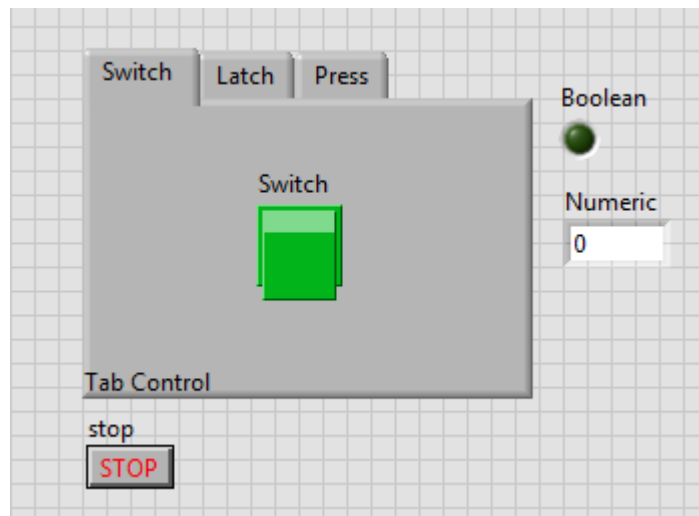 Switch
Latch
Press
Boolean
Switch
Numeric
0
Tab Control
stop
STOP